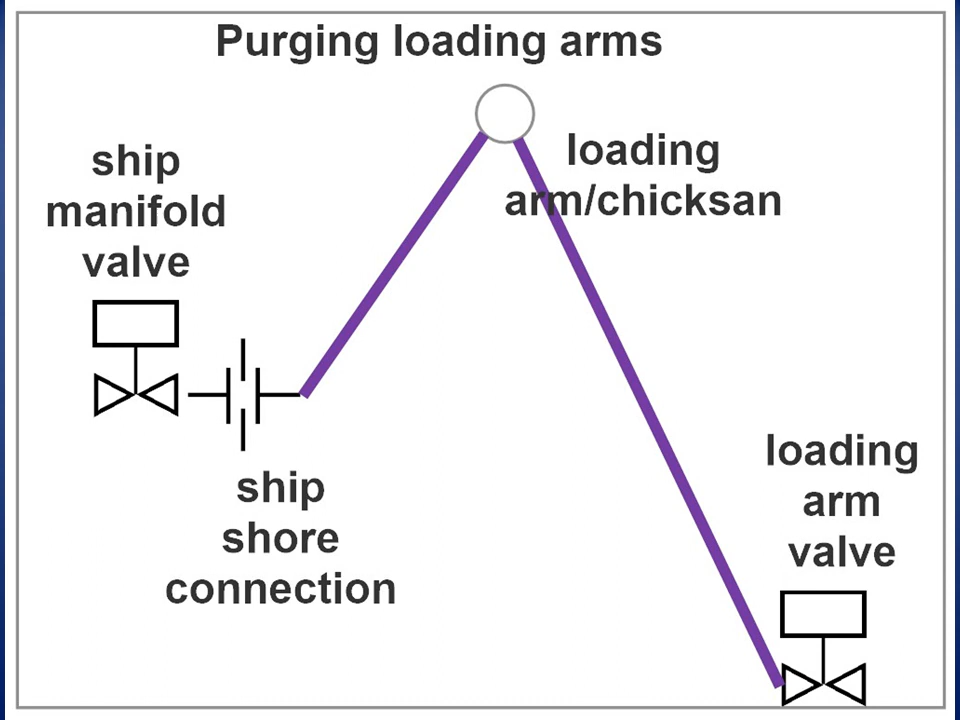 Purging loading arms
ship
manifold
valve
loading
arm/chicksan
ship
shore
connection
loading
arm
valve